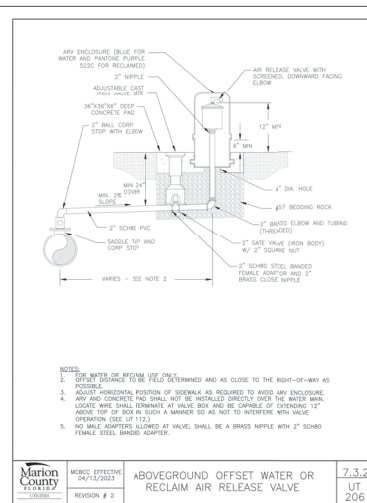 ARV ENCLOSURE (BLUE FOR
WATER AND PANTONE PURPLE
522C FOR RECLAIMED)
2" NIPPLE
ADJUSTABLE CAST
IRON VALVE BOX
36"X36"X6" DEEP
CONCRETE PAD
2" BALL CORP
STOP WITH ELBOW
AIR RELEASE VALVE WITH
SCREENED, DOWNWARD FACING
ELBOW
12" MIN
6" MIN
MIN 24"
COVER
MIN. 2%
SLOPE
4" DIA. HOLE
#57 BEDDING ROCK
2" SCH80 PVC
2" BRASS ELBOW AND TUBING
(THREADED)
SADDLE TAP AND
CORP STOP
2" GATE VALVE (IRON BODY)
W/ 2" SQUARE NUT
2" SCH80 STEEL BANDED
FEMALE ADAPTOR AND 2"
BRASS CLOSE NIPPLE
VARIES - SEE NOTE 2
NOTES:
1. FOR WATER OR RECLAIM USE ONLY.
2. OFFSET DISTANCE TO BE FIELD DETERMINED AND AS CLOSE TO THE RIGHT-OF-WAY AS
POSSIBLE.
3. ADJUST HORIZONTAL POSITION OF SIDEWALK AS REQUIRED TO AVOID ARV ENCLOSURE.
4. ARV AND CONCRETE PAD SHALL NOT BE INSTALLED DIRECTLY OVER THE WATER MAIN.
LOCATE WIRE SHALL TERMINATE AT VALVE BOX AND BE CAPABLE OF EXTENDING 12"
ABOVE TOP OF BOX IN SUCH A MANNER SO AS NOT TO INTERFERE WITH VALVE
OPERATION (SEE UT 112.)
5. NO MALE ADAPTERS ALLOWED AT VALVE; SHALL BE A BRASS NIPPLE WITH 2" SCH80
FEMALE STEEL BANDED ADAPTER.
Marion
County
FLORIDA
UTILITIES
MCBCC EFFECTIVE
04/13/2023
REVISION # 2
ABOVEGROUND OFFSET WATER OR
RECLAIM AIR RELEASE VALVE
7.3.2
UT
206